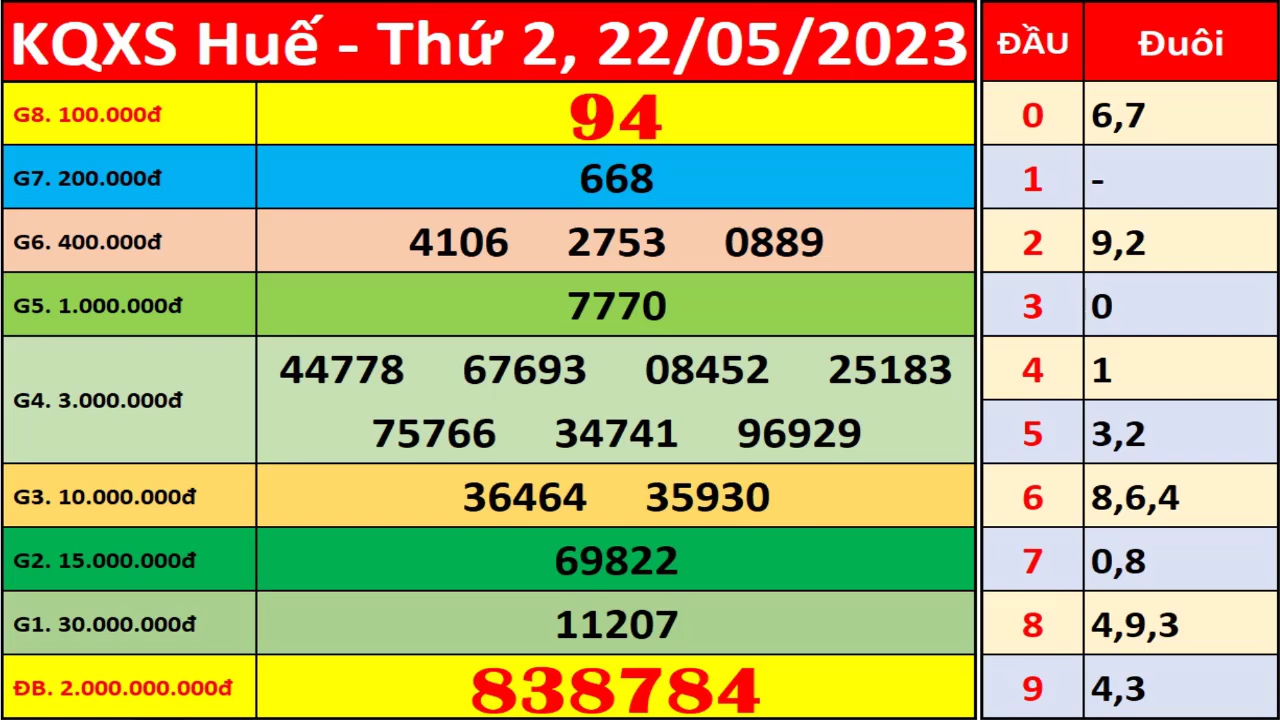 KQXS Huế - Thứ 2, 22/05/2023 ĐẦU Đuôi
G8. 100.000đ 94 0 6,7
G7. 200.000đ 668 1 -
G6. 400.000đ 4106 2753 0889 2 9,2
G5. 1.000.000đ 7770 3 0
44778 67693 08452 25183 4 1
G4. 3.000.000đ
75766 34741 96929 5 3,2
G3. 10.000.000đ 36464 35930 6 8,6,4
G2. 15.000.000đ 69822 7 0,8
G1. 30.000.000đ 11207 8 4,9,3
ĐB. 2.000.000.000đ 838784 9 4,3